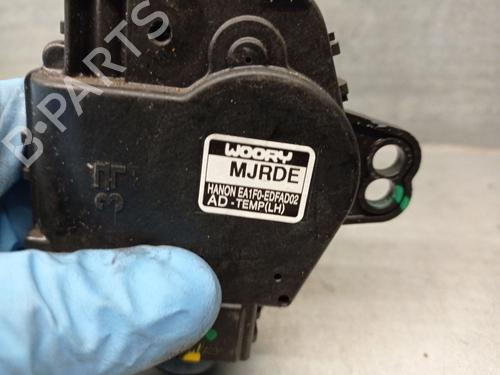 B-PARTS
WOORY
MJRDE
HANON EA1F0-EDFAD02
AD - TEMP(LH)